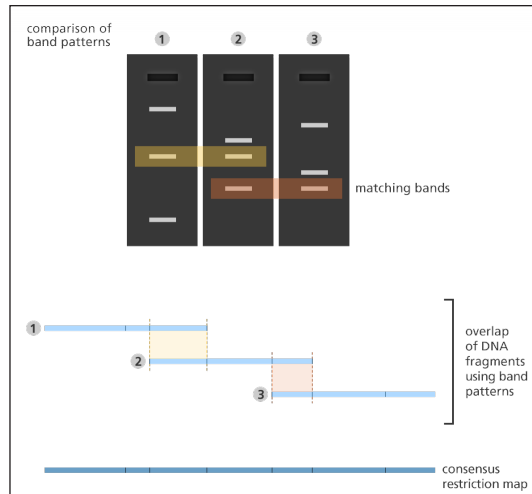 comparison of
band patterns
1
2
3
matching bands
1
2
3
overlap
of DNA
fragments
using band
patterns
consensus
restriction map